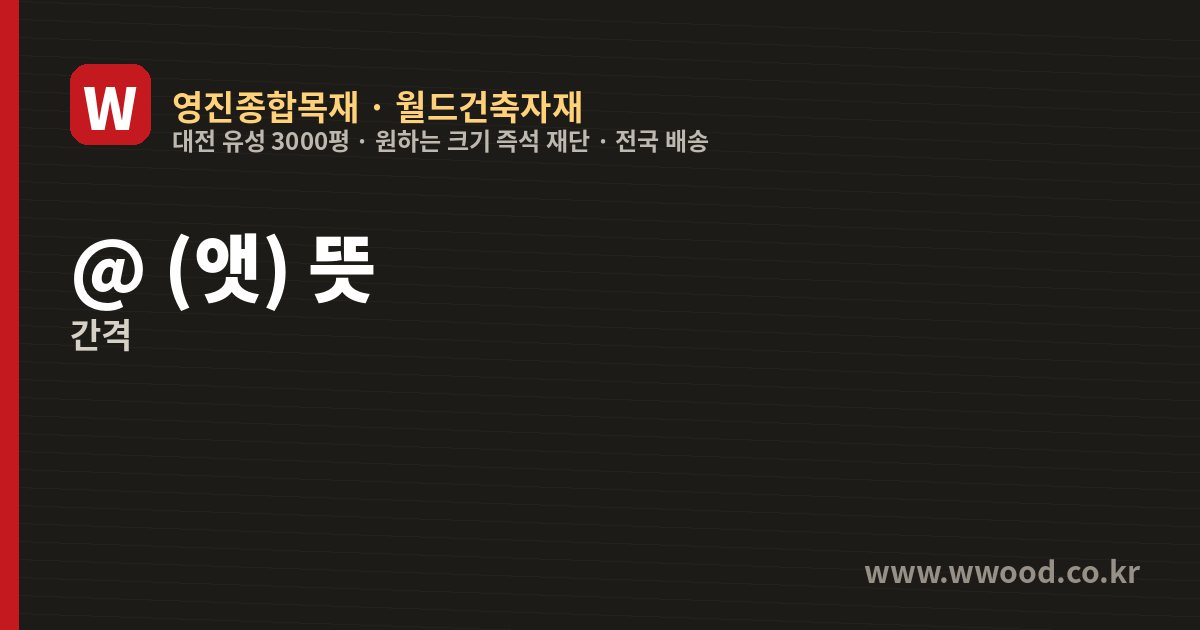 W
영진종합목재 · 월드건축자재
대전 유성 3000평 · 원하는 크기 즉석 재단 · 전국 배송
@ (앳) 뜻
간격
www.wwood.co.kr